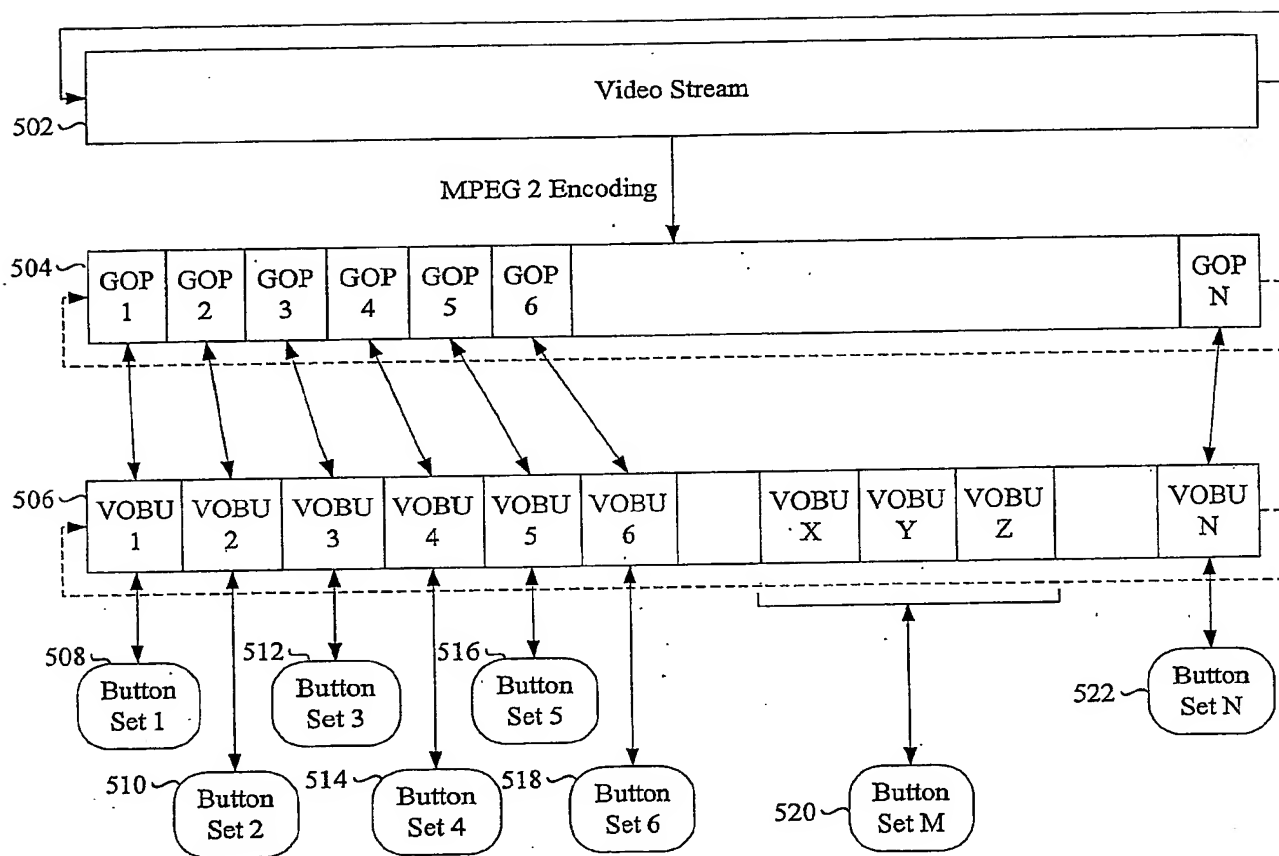 Video Stream
502
MPEG 2 Encoding
504
GOP
1
GOP
2
GOP
3
GOP
4
GOP
5
GOP
6
GOP
N
506
VOBU
1
VOBU
2
VOBU
3
VOBU
4
VOBU
5
VOBU
6
VOBU
X
VOBU
Y
VOBU
Z
VOBU
N
508
Button
Set 1
512
Button
Set 3
516
Button
Set 5
522
Button
Set N
510
Button
Set 2
514
Button
Set 4
518
Button
Set 6
520
Button
Set M